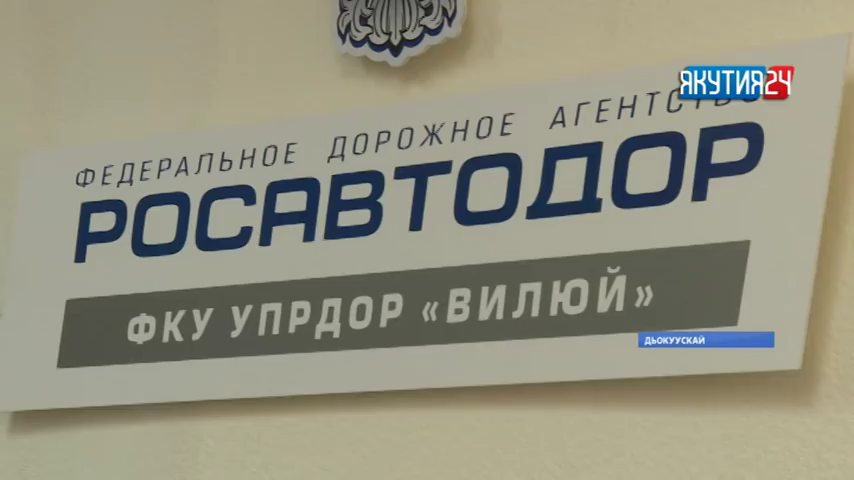 ЯКУТИЯ24
ФЕДЕРАЛЬНОЕ ДОРОЖНОЕ АГЕНТСТВО
РОСАВТОДОР
ФКУ УПРДОР «ВИЛЮЙ»
ДЬОКУУСКАЙ